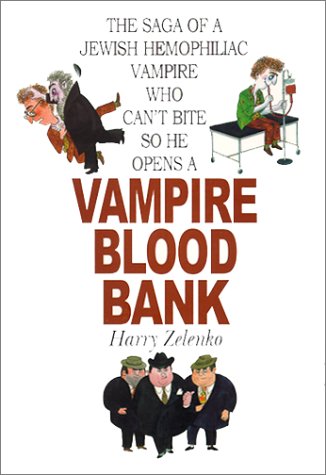 THE SAGA OF A
JEWISH HEMOPHILIAC
VAMPIRE
WHO
CAN'T BITE
SO HE
OPENS A
VAMPIRE
BLOOD
BANK
Harry Zelenko